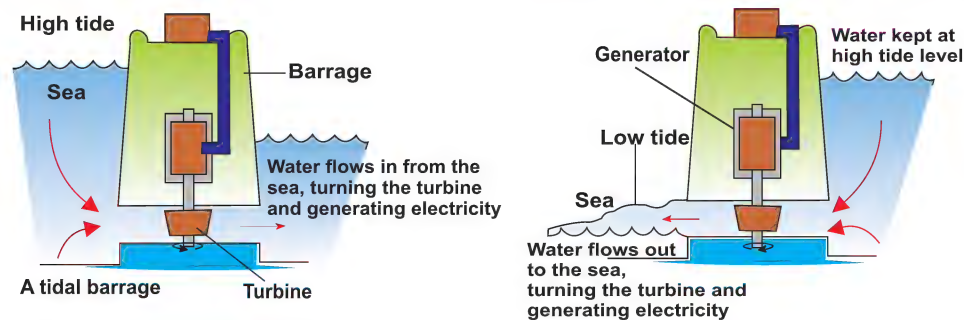 High tide
Barrage
Sea
Water flows in from the
sea, turning the turbine
and generating electricity
A tidal barrage
Turbine
Water kept at
high tide level
Generator
Low tide
Sea
Water flows out
to the sea,
turning the turbine and
generating electricity